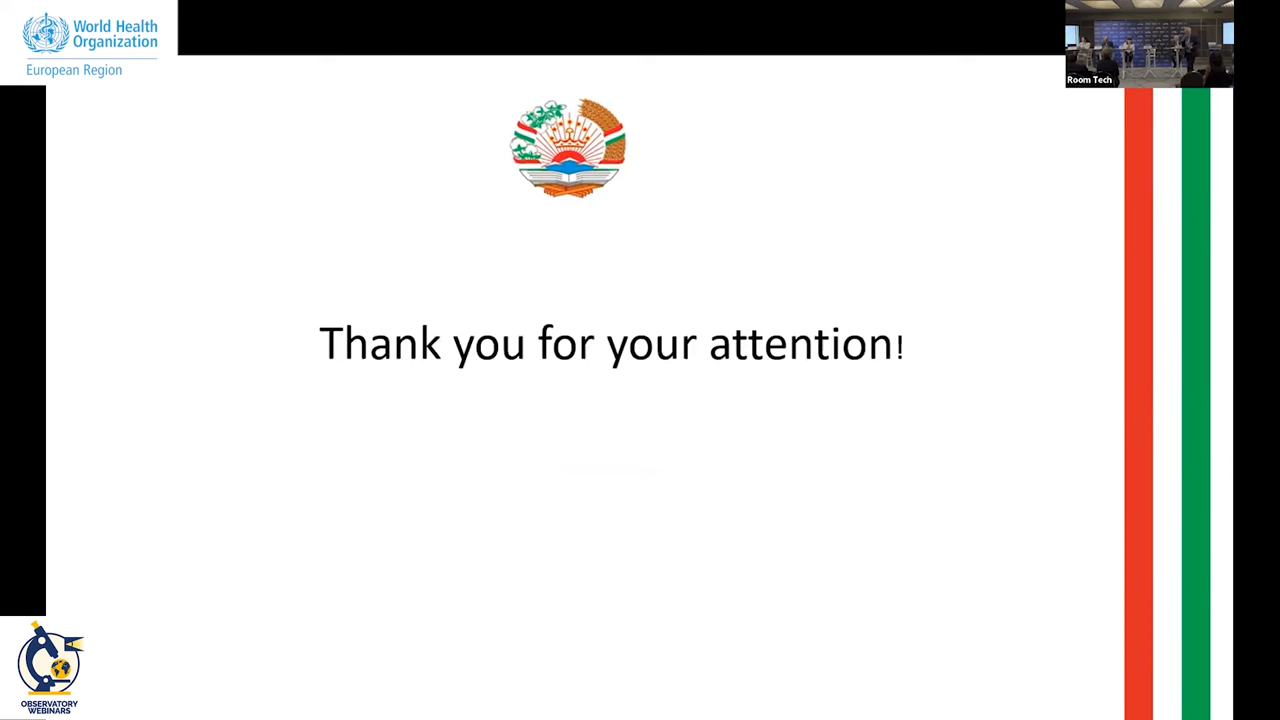 World Health
Organization
European Region
Room Tech
Thank you for your attention!
OBSERVATORY
WEBINARS